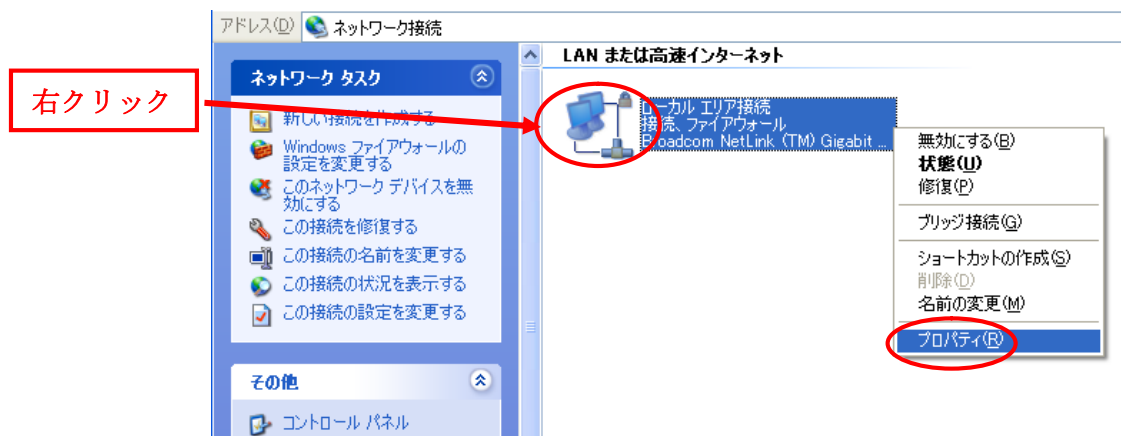 アドレス(D) ネットワーク接続
右クリック
ネットワーク タスク
新しい接続を作成する
Windows ファイアウォールの
設定を変更する
このネットワーク デバイスを無
効にする
この接続を修復する
この接続の名前を変更する
この接続の状況を表示する
この接続の設定を変更する
その他
コントロール パネル
LAN または高速インターネット
ローカル エリア接続
接続、ファイアウォール
Broadcom NetLink (TM) Gigabit ...
無効にする(B)
状態(U)
修復(P)
ブリッジ接続(G)
ショートカットの作成(S)
削除(D)
名前の変更(M)
プロパティ(R)